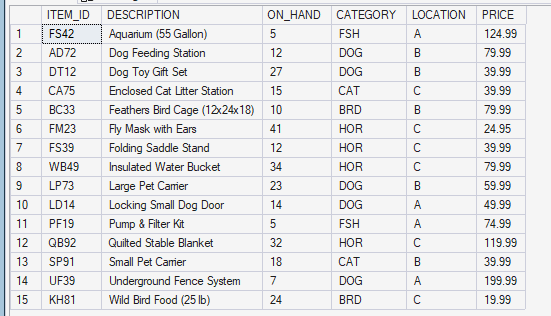 ITEM_ID DESCRIPTION ON_HAND CATEGORY LOCATION PRICE
1 FS42 Aquarium (55 Gallon) 5 FSH A 124.99
2 AD72 Dog Feeding Station 12 DOG B 79.99
3 DT12 Dog Toy Gift Set 27 DOG B 39.99
4 CA75 Enclosed Cat Litter Station 15 CAT C 39.99
5 BC33 Feathers Bird Cage (12x24x18) 10 BRD B 79.99
6 FM23 Fly Mask with Ears 41 HOR C 24.95
7 FS39 Folding Saddle Stand 12 HOR C 39.99
8 WB49 Insulated Water Bucket 34 HOR C 79.99
9 LP73 Large Pet Carrier 23 DOG B 59.99
10 LD14 Locking Small Dog Door 14 DOG A 49.99
11 PF19 Pump & Filter Kit 5 FSH A 74.99
12 QB92 Quilted Stable Blanket 32 HOR C 119.99
13 SP91 Small Pet Carrier 18 CAT B 39.99
14 UF39 Underground Fence System 7 DOG A 199.99
15 KH81 Wild Bird Food (25 lb) 24 BRD C 19.99